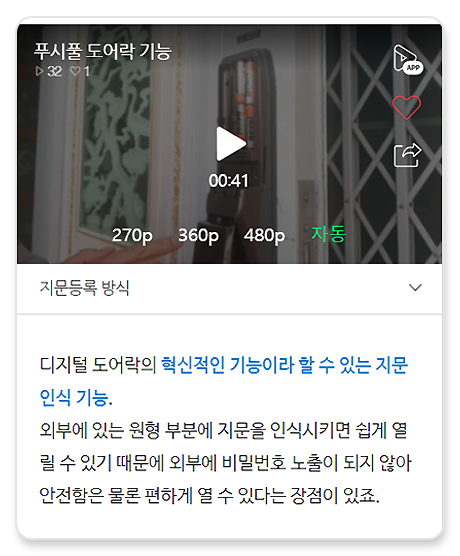 푸시풀 도어락 기능
32 1
APP
00:41
270p 360p 480p 자동
지문등록 방식
디지털 도어락의 혁신적인 기능이라 할 수 있는 지문
인식 기능.
외부에 있는 원형 부분에 지문을 인식시키면 쉽게 열
릴 수 있기 때문에 외부에 비밀번호 노출이 되지 않아
안전함은 물론 편하게 열 수 있다는 장점이 있죠.